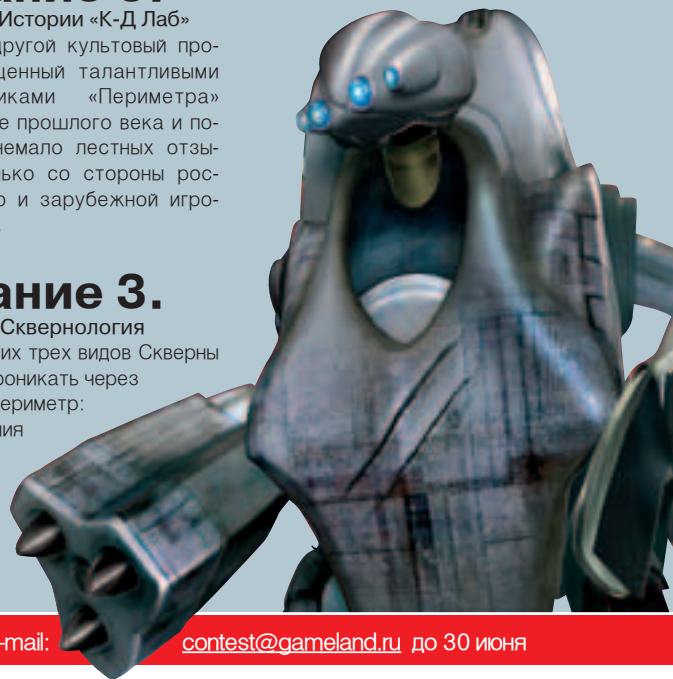 Истории «К-Д Лаб»
другой культовый про-
щенный талантливыми
иками «Периметра»
е прошлого века и по-
немало лестных отзы-
ько со стороны рос-
о и зарубежной игро-
ание 3.
Сквернология
их трех видов Скверны
роникать через
ериметр:
ния
-mail: contest@gameland.ru до 30 июня